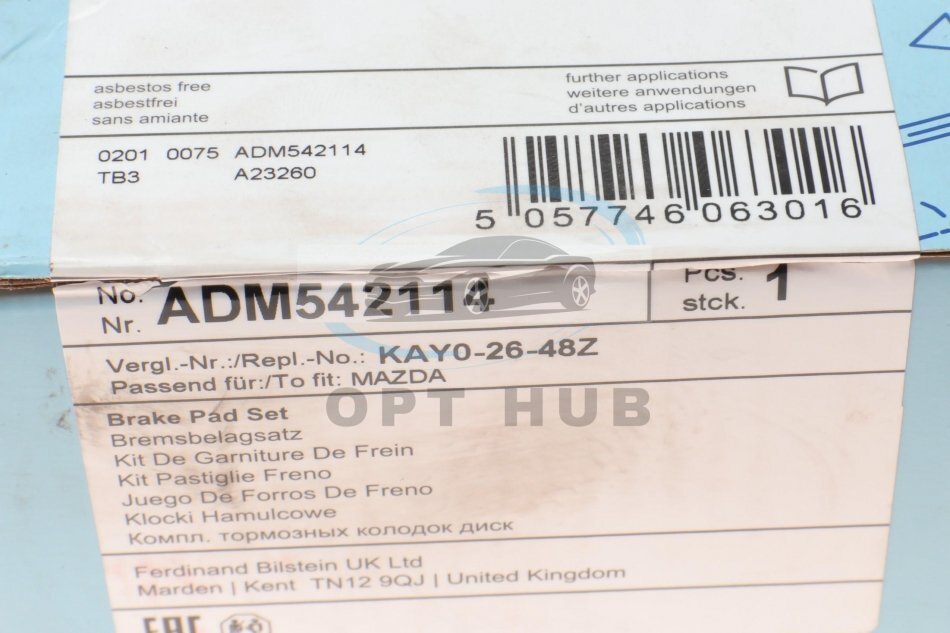 asbestos free
asbestfrei
sans amiante
further applications
weitere anwendungen
d'autres applications
0201 0075 ADM542114
TB3 A23260
5 057746 063016
No. Nr. ADM542114
Pcs. stck. 1
Vergl.-Nr.:/Repl.-No.: KAY0-26-48Z
Passend für:/To fit: MAZDA
OPT HUB
Brake Pad Set
Bremsbelagsatz
Kit De Garniture De Frein
Kit Pastiglie Freno
Juego De Forros De Freno
Klocki Hamulcowe
Компл. тормозных колодок диск
Ferdinand Bilstein UK Ltd
Marden | Kent TN12 9QJ | United Kingdom
EAC